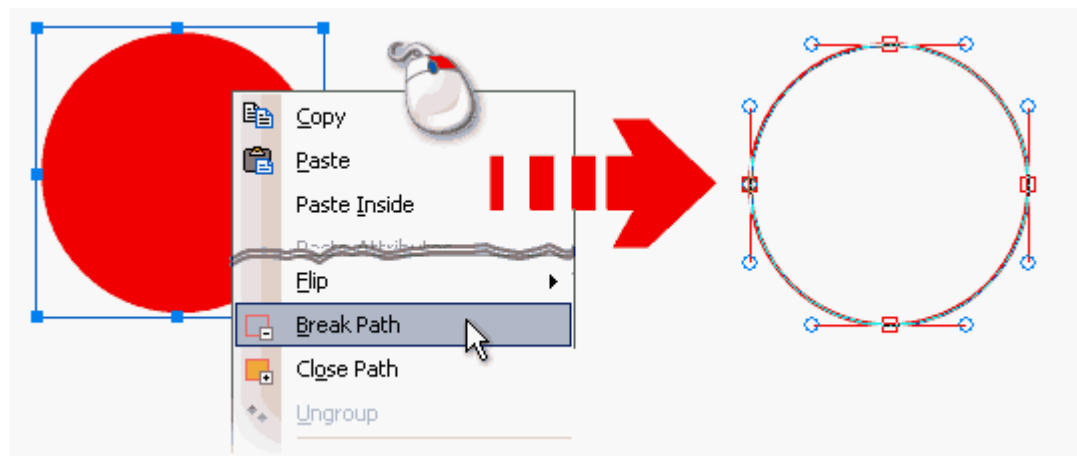 Copy
Paste
Paste Inside
Flip
Break Path
Close Path
Ungroup